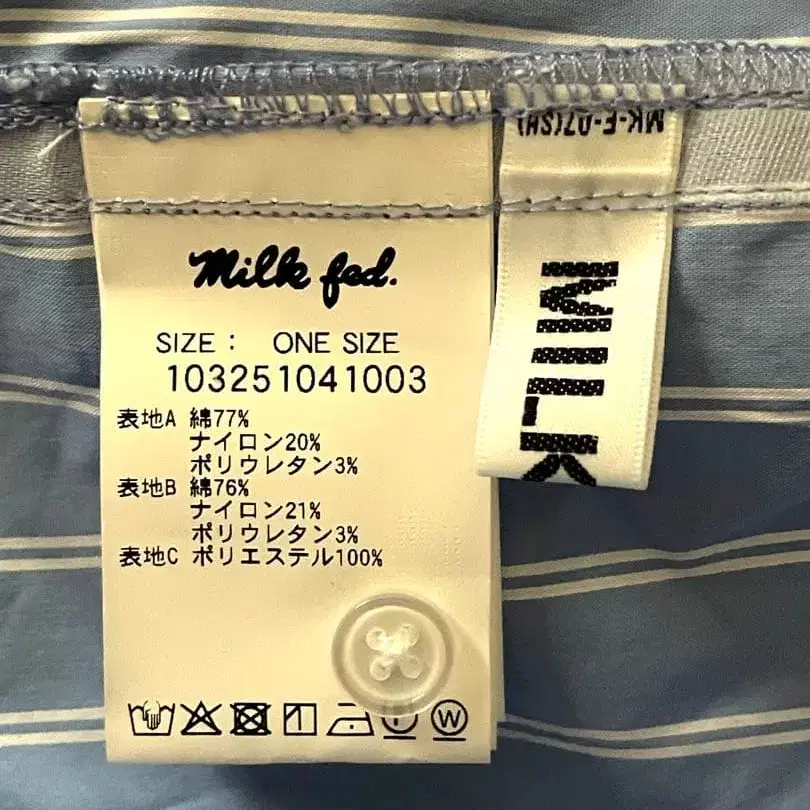 milk fed.
SIZE : ONE SIZE
103251041003
表地A 綿77%
ナイロン20%
ポリウレタン3%
表地B 綿76%
ナイロン21%
ポリウレタン3%
表地C ポリエステル100%
W
MK-E-07(SH)
MILK